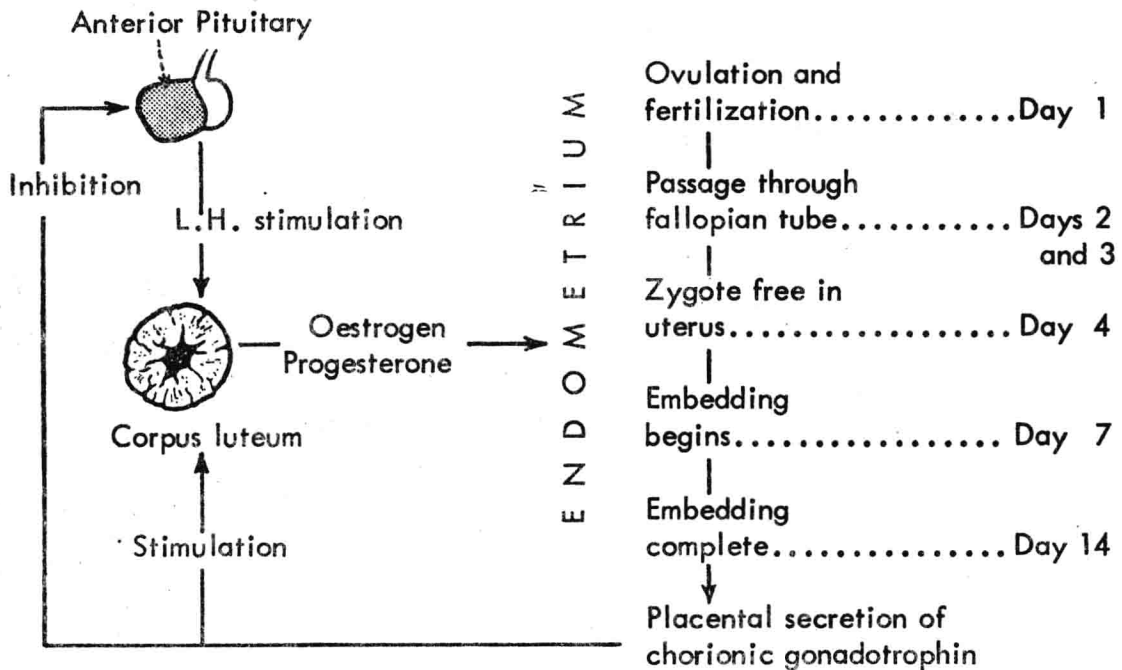 Anterior Pituitary
Inhibition
L.H. stimulation
Oestrogen
Progesterone
Corpus luteum
Stimulation
ENDOMETRIUM
Ovulation and
fertilization.............Day 1
Passage through
fallopian tube........... Days 2
and 3
Zygote free in
uterus.................. Day 4
Embedding
begins.................. Day 7
Embedding
complete............... Day 14
Placental secretion of
chorionic gonadotrophin